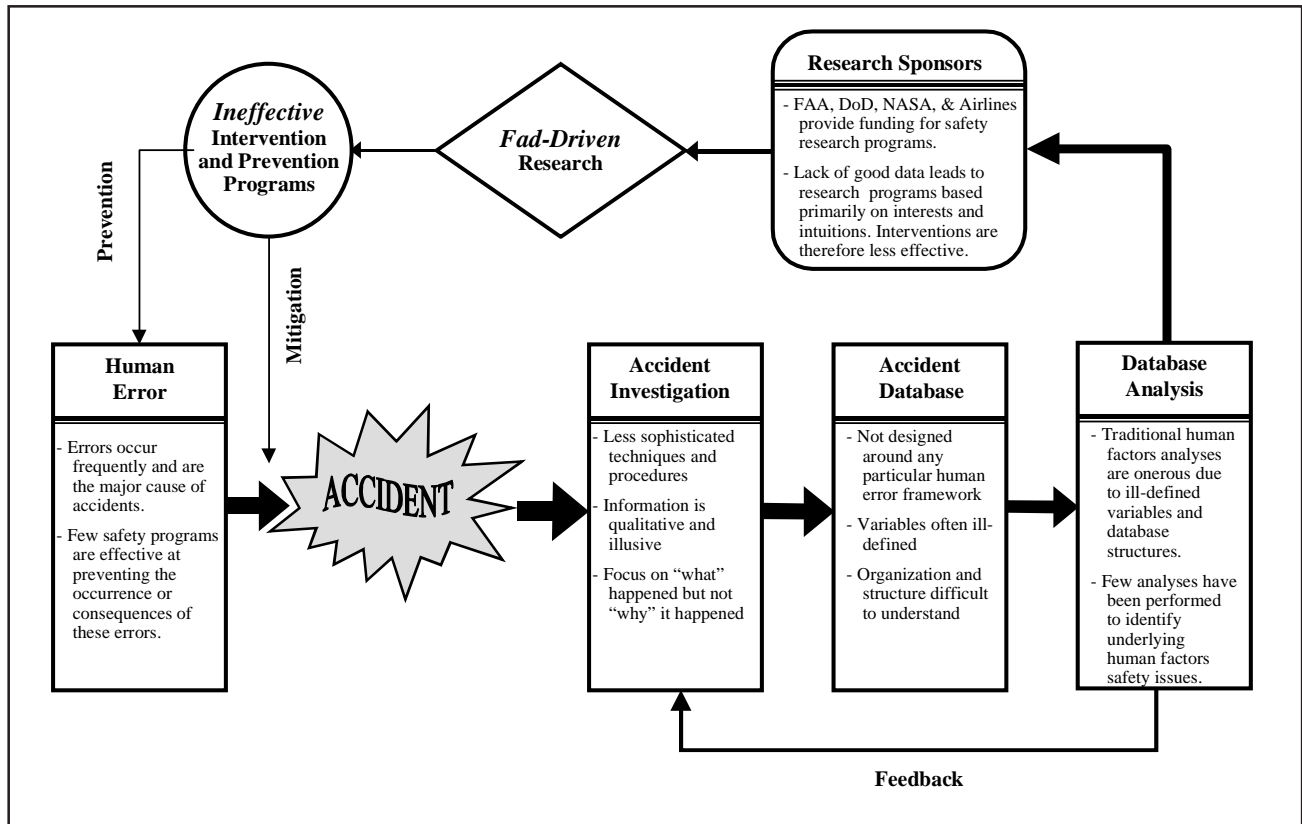 Research Sponsors
- FAA, DoD, NASA, & Airlines
provide funding for safety
research programs.
- Lack of good data leads to
research programs based
primarily on interests and
intuitions. Interventions are
therefore less effective.
Fad-Driven
Research
Ineffective
Intervention
and Prevention
Programs
Prevention
Mitigation
Human
Error
- Errors occur
frequently and are
the major cause of
accidents.
- Few safety programs
are effective at
preventing the
occurrence or
consequences of
these errors.
ACCIDENT
Accident
Investigation
- Less sophisticated
techniques and
procedures
- Information is
qualitative and
illusive
- Focus on “what”
happened but not
“why” it happened
Accident
Database
- Not designed
around any
particular human
error framework
- Variables often ill-
defined
- Organization and
structure difficult
to understand
Database
Analysis
- Traditional human
factors analyses
are onerous due
to ill-defined
variables and
database
structures.
- Few analyses have
been performed
to identify
underlying
human factors
safety issues.
Feedback